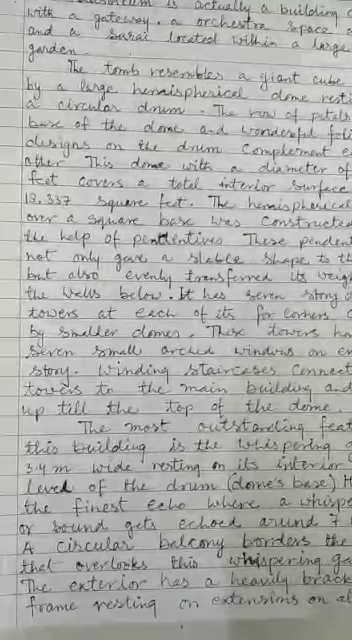 is actually a building
with a gateway, a orchestra space
and a sarai located within a large
garden.
The tomb resembles a giant cube
by a large hemispherical dome resti
a circular drum. The row of petals
base of the dome and wonderful foli
designs on the drum complement e
other This dome with a diameter of
feet covers a total interior surface
18,337 square feet. The hemispherical
over a square base was constructed
the help of pendentives These penden
not only gave a stable shape to th
but also evenly transferred its weig
the walls below. It has seven story
towers at each of its for corners
by smaller domes. These towers ha
seven small arched windows on
story. Winding staircases connect
towers to the main building and
up till the top of the dome.
The most outstanding feat
this building is the whispering
3.4 m wide resting on its interior
level of the drum (dome's base) H
the finest echo where a whispe
or sound gets echoed around 7
A circular balcony borders the
that overlooks this whispering ga
The exterior has a heavily brack
frame resting on extensions on al